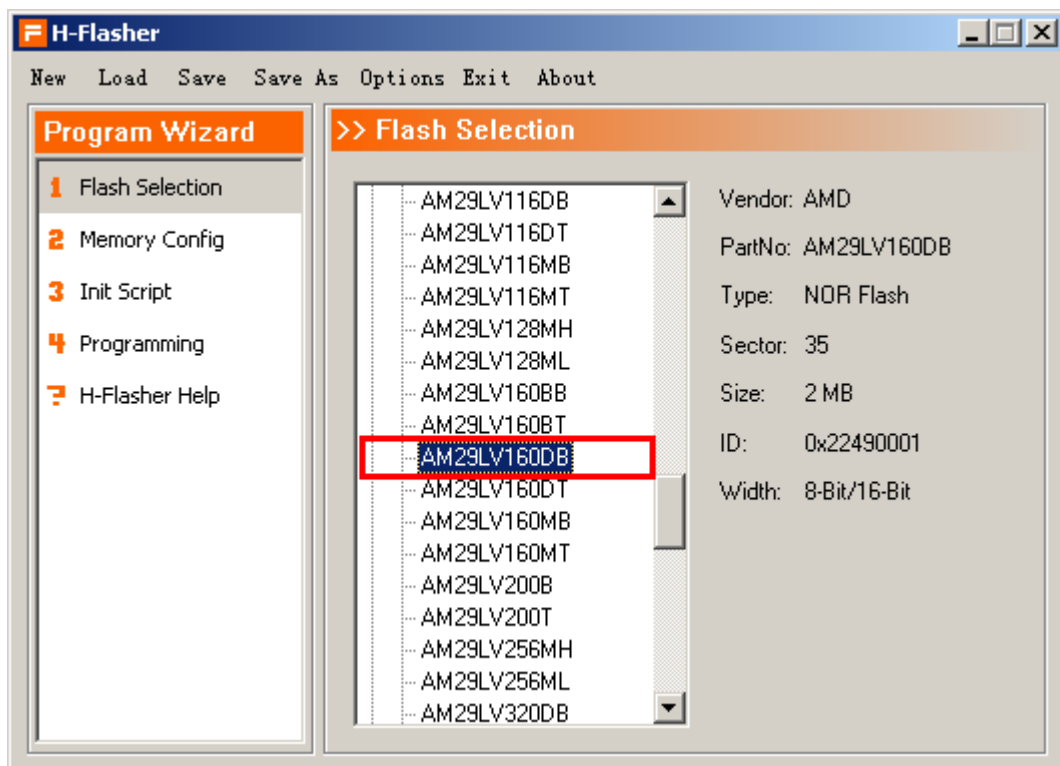 H-Flasher
New Load Save Save As Options Exit About
Program Wizard
1 Flash Selection
2 Memory Config
3 Init Script
4 Programming
? H-Flasher Help
>> Flash Selection
AM29LV116DB
AM29LV116DT
AM29LV116MB
AM29LV116MT
AM29LV128MH
AM29LV128ML
AM29LV160BB
AM29LV160BT
AM29LV160DB
AM29LV160DT
AM29LV160MB
AM29LV160MT
AM29LV200B
AM29LV200T
AM29LV256MH
AM29LV256ML
AM29LV320DB
Vendor: AMD
PartNo: AM29LV160DB
Type: NOR Flash
Sector: 35
Size: 2 MB
ID: 0x22490001
Width: 8-Bit/16-Bit